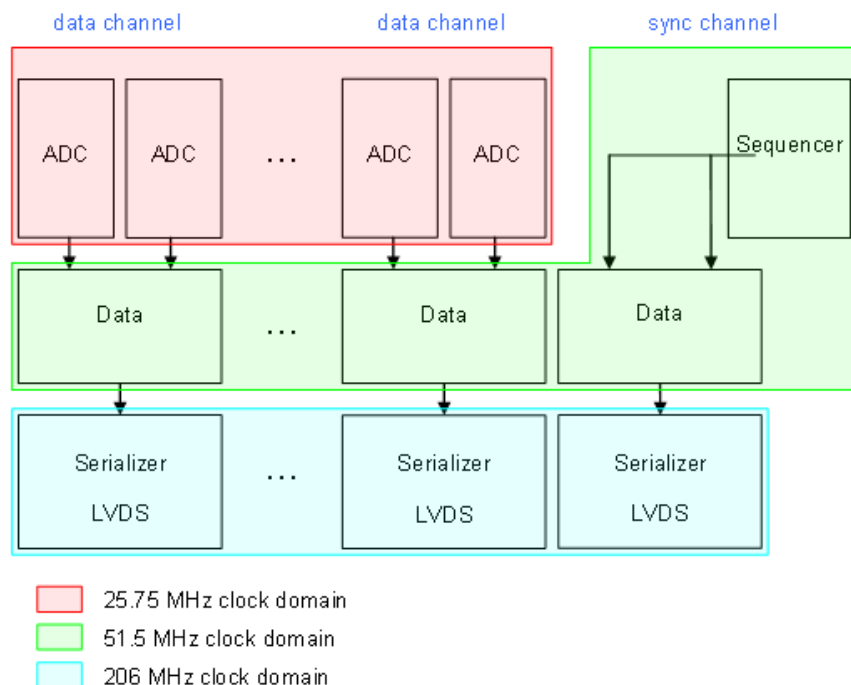 data channel data channel sync channel
ADC ADC ... ADC ADC Sequencer
Data ... Data Data
Serializer ... Serializer Serializer
LVDS LVDS LVDS
25.75 MHz clock domain
51.5 MHz clock domain
206 MHz clock domain